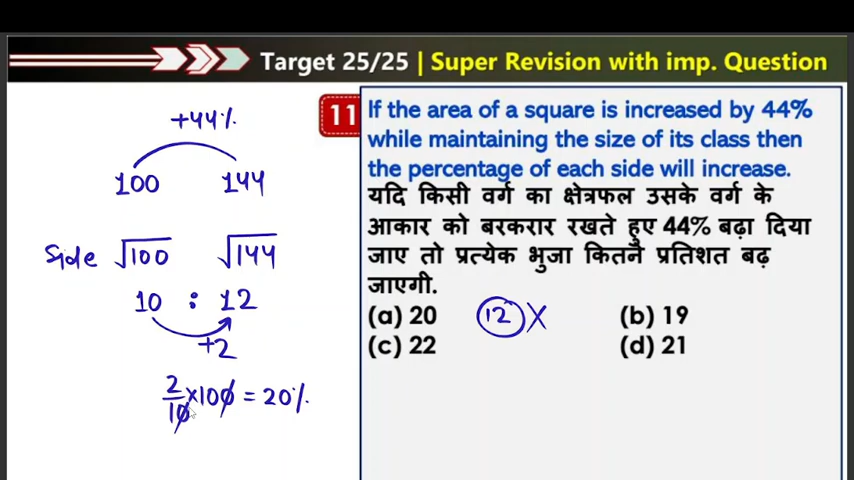 Target 25/25 | Super Revision with imp. Question
11
If the area of a square is increased by 44%
while maintaining the size of its class then
the percentage of each side will increase.
यदि किसी वर्ग का क्षेत्रफल उसके वर्ग के
आकार को बरकरार रखते हुए 44% बढ़ा दिया
जाए तो प्रत्येक भुजा कितने प्रतिशत बढ़
जाएगी.
(a) 20 12 X (b) 19
(c) 22 (d) 21
+44%
100 144
Side √100 √144
10 : 12
+2
2/10 × 100 = 20%